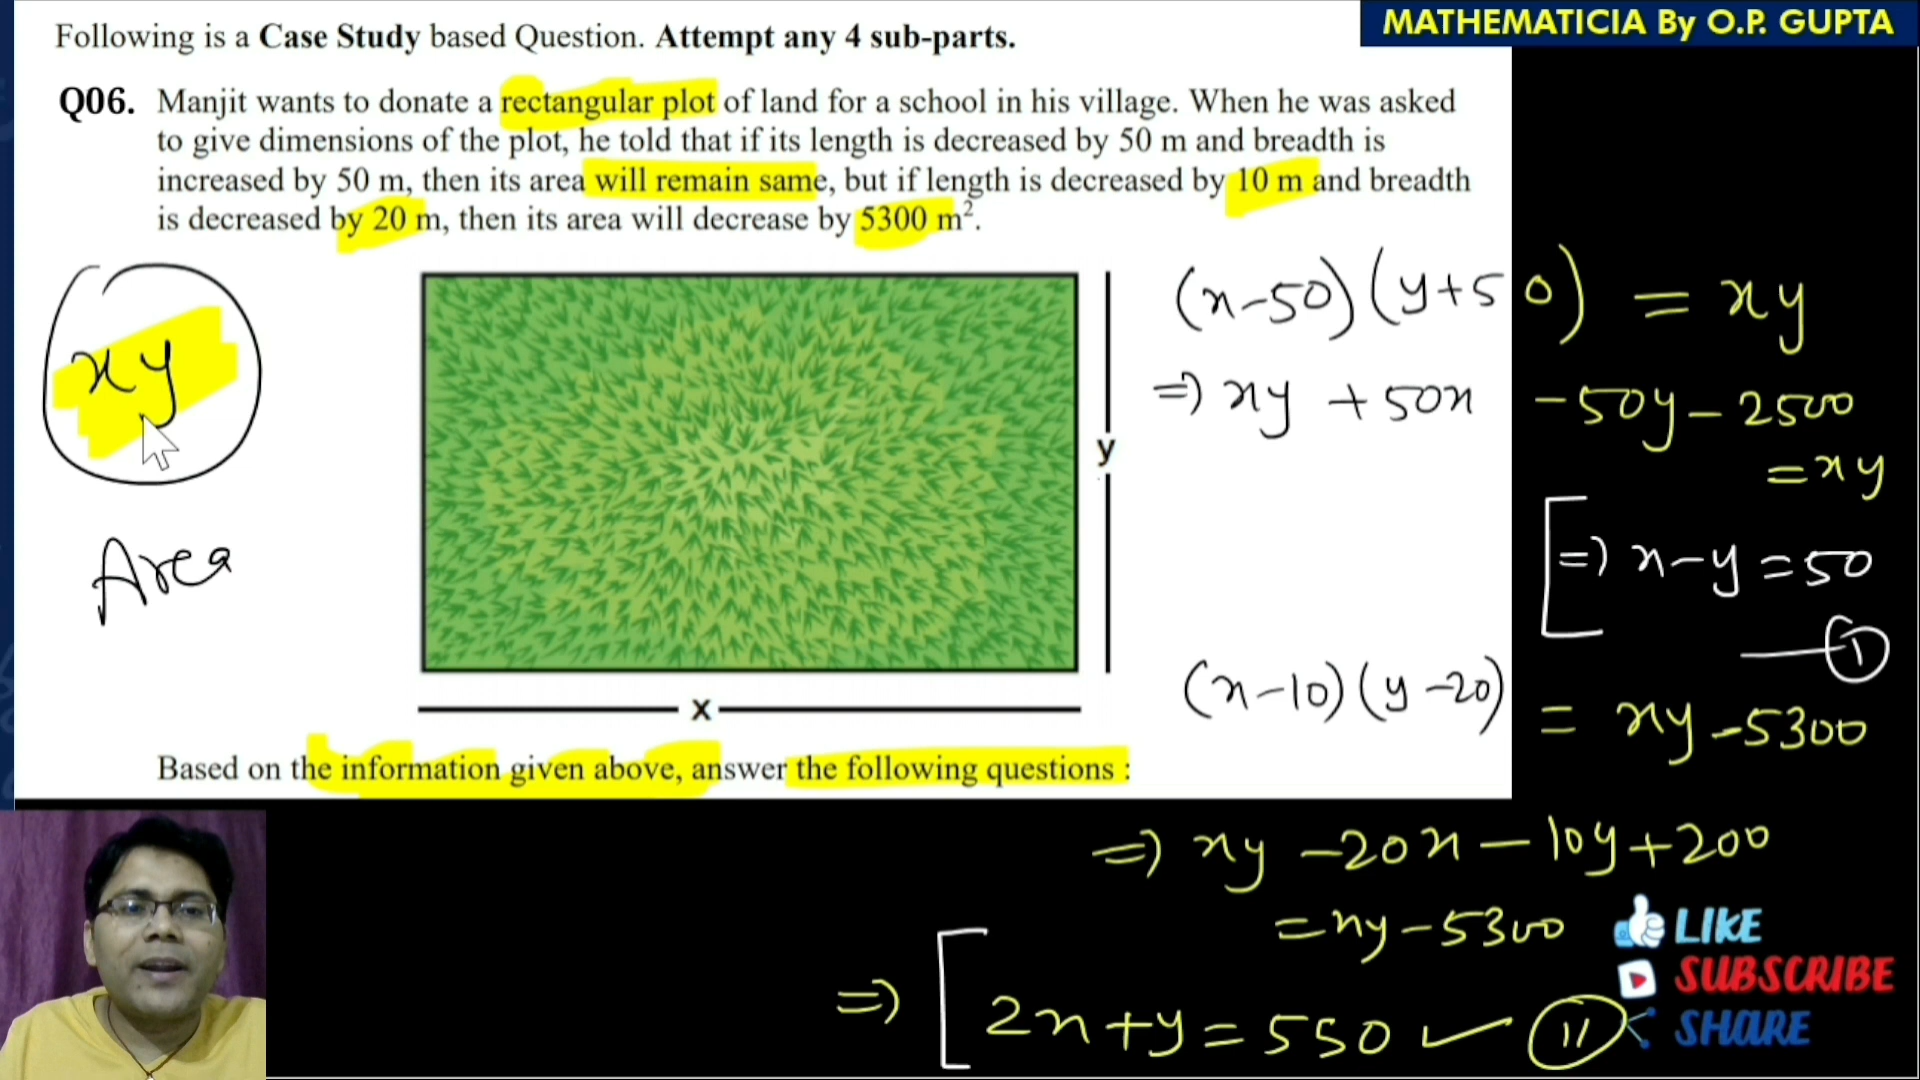 MATHEMATICIA By O.P. GUPTA
Following is a Case Study based Question. Attempt any 4 sub-parts.
Q06. Manjit wants to donate a rectangular plot of land for a school in his village. When he was asked
to give dimensions of the plot, he told that if its length is decreased by 50 m and breadth is
increased by 50 m, then its area will remain same, but if length is decreased by 10 m and breadth
is decreased by 20 m, then its area will decrease by 5300 m².
xy
Area
y
x
(x-50)(y+50) = xy
=> xy + 50x - 50y - 2500
= xy
=> x-y = 50
— (1)
(x-10)(y-20) = xy - 5300
Based on the information given above, answer the following questions :
=> xy - 20x - 10y + 200
= xy - 5300
=> [ 2x + y = 550 ✓ (11)
LIKE
SUBSCRIBE
SHARE